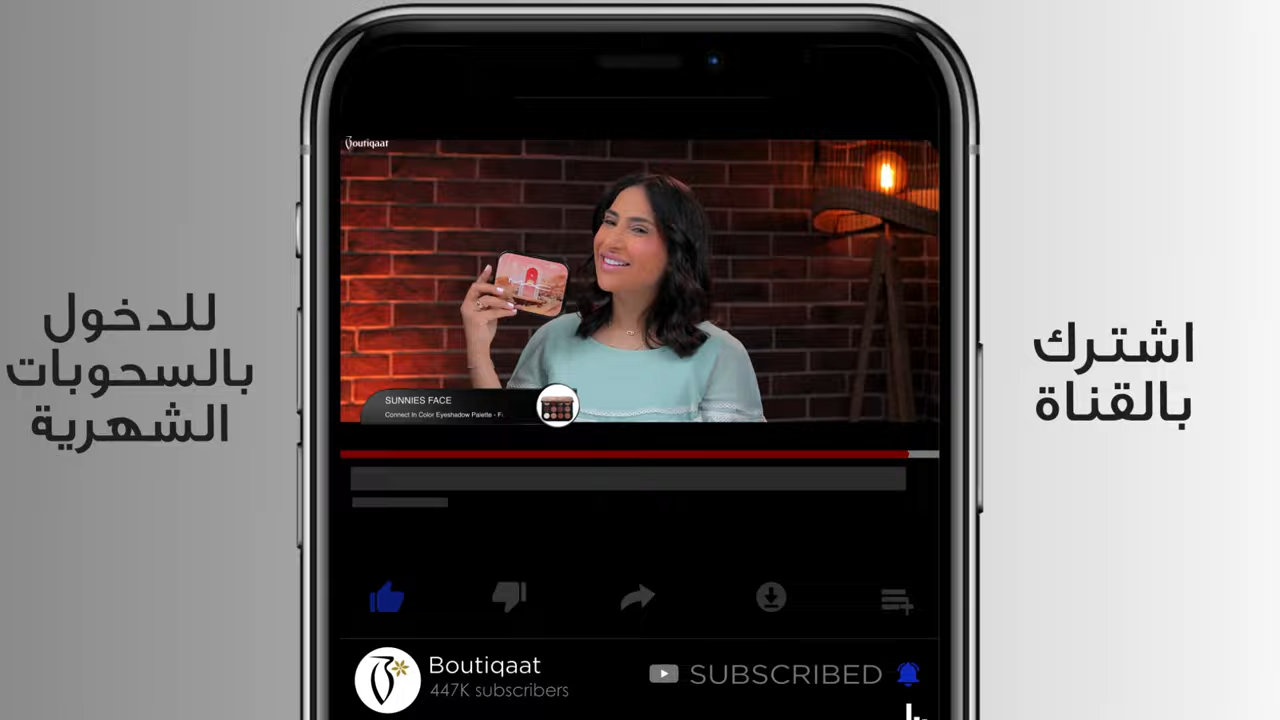 اشترك
بالقناة
للدخول
بالسحوبات
الشهرية
Boutiqaat
SUNNIES FACE
Connect In Color Eyeshadow Palette - F
Boutiqaat
447K subscribers
SUBSCRIBED